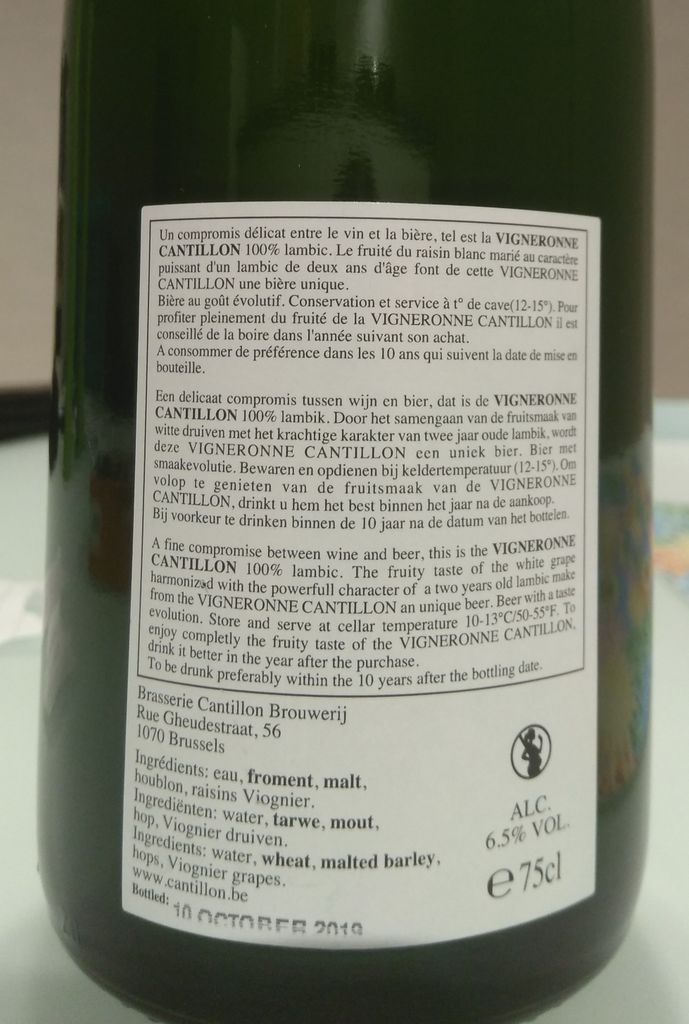 Un compromis délicat entre le vin et la bière, tel est la VIGNERONNE
CANTILLON 100% lambic. Le fruité du raisin blanc marié au caractère
puissant d'un lambic de deux ans d'âge font de cette VIGNERONNE
CANTILLON une bière unique.
Bière au goût évolutif. Conservation et service à t° de cave(12-15°). Pour
profiter pleinement du fruité de la VIGNERONNE CANTILLON il est
conseillé de la boire dans l'année suivant son achat.
A consommer de préférence dans les 10 ans qui suivent la date de mise en
bouteille.
Een delicaat compromis tussen wijn en bier, dat is de VIGNERONNE
CANTILLON 100% lambik. Door het samengaan van de fruitsmaak van
witte druiven met het krachtige karakter van twee jaar oude lambik, wordt
deze VIGNERONNE CANTILLON een uniek bier. Bier met
smaakevolutie. Bewaren en opdienen bij keldertemperatuur (12-15°). Om
volop te genieten van de fruitsmaak van de VIGNERONNE
CANTILLON, drinkt u hem het best binnen het jaar na de aankoop.
Bij voorkeur te drinken binnen de 10 jaar na de datum van het bottelen.
A fine compromise between wine and beer, this is the VIGNERONNE
CANTILLON 100% lambic. The fruity taste of the white grape
harmonized with the powerfull character of a two years old lambic make
from the VIGNERONNE CANTILLON an unique beer. Beer with a taste
evolution. Store and serve at cellar temperature 10-13°C/50-55°F. To
enjoy completly the fruity taste of the VIGNERONNE CANTILLON,
drink it better in the year after the purchase.
To be drunk preferably within the 10 years after the bottling date.
Brasserie Cantillon Brouwerij
Rue Gheudestraat, 56
1070 Brussels
Ingrédients: eau, froment, malt,
houblon, raisins Viognier.
Ingrediënten: water, tarwe, mout,
hop, Viognier druiven.
Ingredients: water, wheat, malted barley,
hops, Viognier grapes.
www.cantillon.be
Bottled: 10 OCTOBER 2019
ALC.
6.5% VOL.
e 75cl